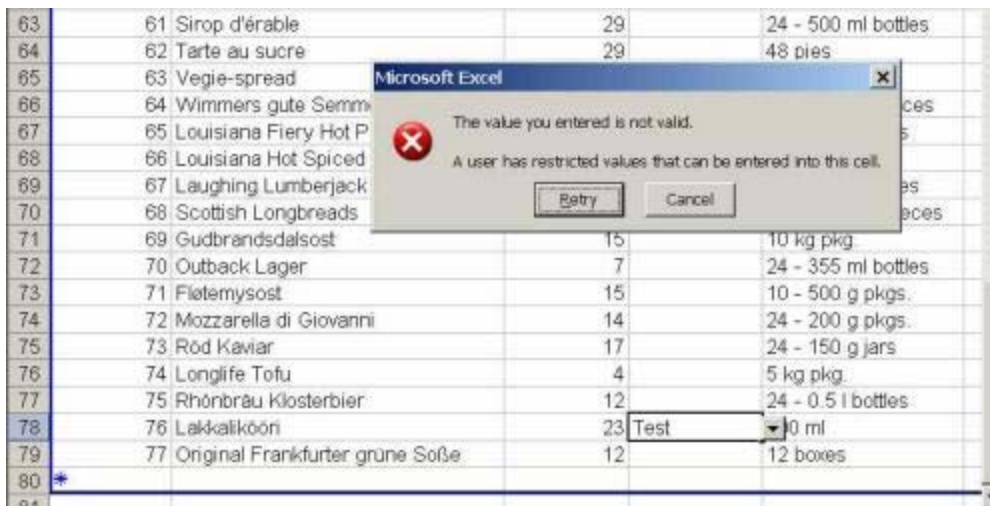 63 61 Sirop d'érable 29 24 - 500 ml bottles
64 62 Tarte au sucre 29 48 pies
65 63 Vegie-spread
66 64 Wimmers gute Semm ces
67 65 Louisiana Fiery Hot P s
68 66 Louisiana Hot Spiced
69 67 Laughing Lumberjack es
70 68 Scottish Longbreads eces
Microsoft Excel
The value you entered is not valid.
A user has restricted values that can be entered into this cell.
Retry Cancel
71 69 Gudbrandsdalsost 15 10 kg pkg.
72 70 Outback Lager 7 24 - 355 ml bottles
73 71 Fløtemysost 15 10 - 500 g pkgs.
74 72 Mozzarella di Giovanni 14 24 - 200 g pkgs.
75 73 Röd Kaviar 17 24 - 150 g jars
76 74 Longlife Tofu 4 5 kg pkg.
77 75 Rhönbräu Klosterbier 12 24 - 0.5 l bottles
78 76 Lakkalikööri 23 Test 0 ml
79 77 Original Frankfurter grüne Soße 12 12 boxes
80 *